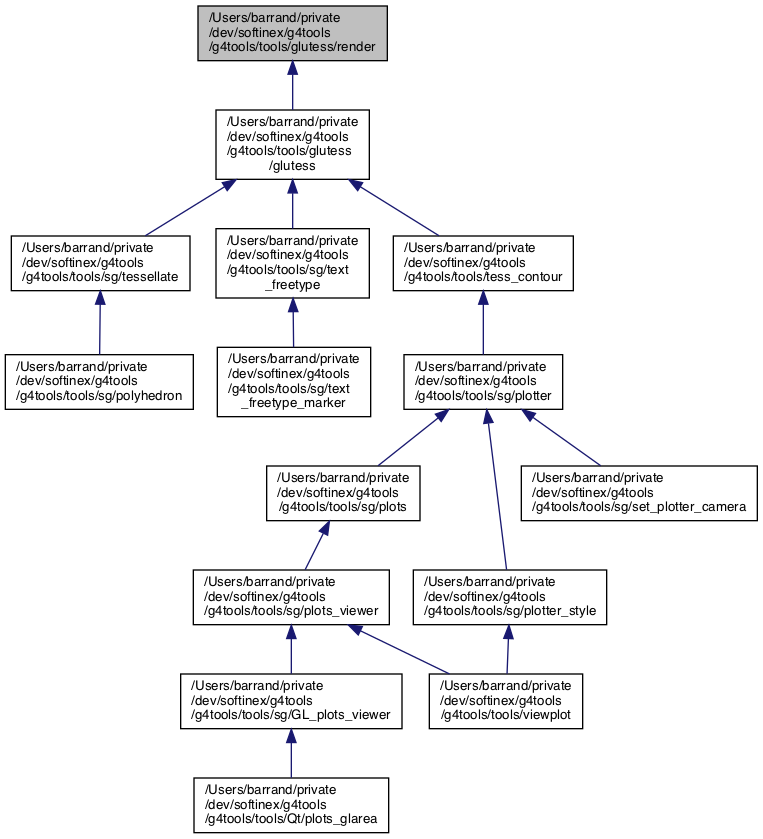 /Users/barrand/private
/dev/softinex/g4tools
/g4tools/tools/glutess/render
/Users/barrand/private
/dev/softinex/g4tools
/g4tools/tools/glutess
/glutess
/Users/barrand/private
/dev/softinex/g4tools
/g4tools/tools/sg/tessellate
/Users/barrand/private
/dev/softinex/g4tools
/g4tools/tools/sg/text
_freetype
/Users/barrand/private
/dev/softinex/g4tools
/g4tools/tools/tess_contour
/Users/barrand/private
/dev/softinex/g4tools
/g4tools/tools/sg/polyhedron
/Users/barrand/private
/dev/softinex/g4tools
/g4tools/tools/sg/text
_freetype_marker
/Users/barrand/private
/dev/softinex/g4tools
/g4tools/tools/sg/plotter
/Users/barrand/private
/dev/softinex/g4tools
/g4tools/tools/sg/plots
/Users/barrand/private
/dev/softinex/g4tools
/g4tools/tools/sg/set_plotter_camera
/Users/barrand/private
/dev/softinex/g4tools
/g4tools/tools/sg/plots_viewer
/Users/barrand/private
/dev/softinex/g4tools
/g4tools/tools/sg/plotter_style
/Users/barrand/private
/dev/softinex/g4tools
/g4tools/tools/sg/GL_plots_viewer
/Users/barrand/private
/dev/softinex/g4tools
/g4tools/tools/viewplot
/Users/barrand/private
/dev/softinex/g4tools
/g4tools/tools/Qt/plots_glarea